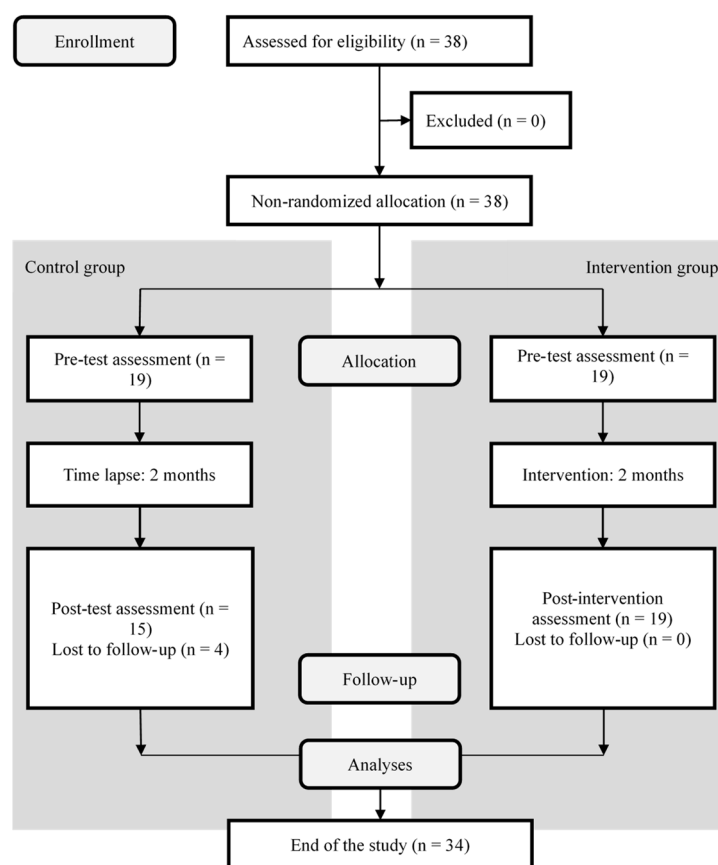 Enrollment
Assessed for eligibility (n = 38)
Excluded (n = 0)
Non-randomized allocation (n = 38)
Control group
Intervention group
Pre-test assessment (n =
19)
Allocation
Pre-test assessment (n =
19)
Time lapse: 2 months
Intervention: 2 months
Post-test assessment (n =
15)
Lost to follow-up (n = 4)
Post-intervention
assessment (n = 19)
Lost to follow-up (n = 0)
Follow-up
Analyses
End of the study (n = 34)